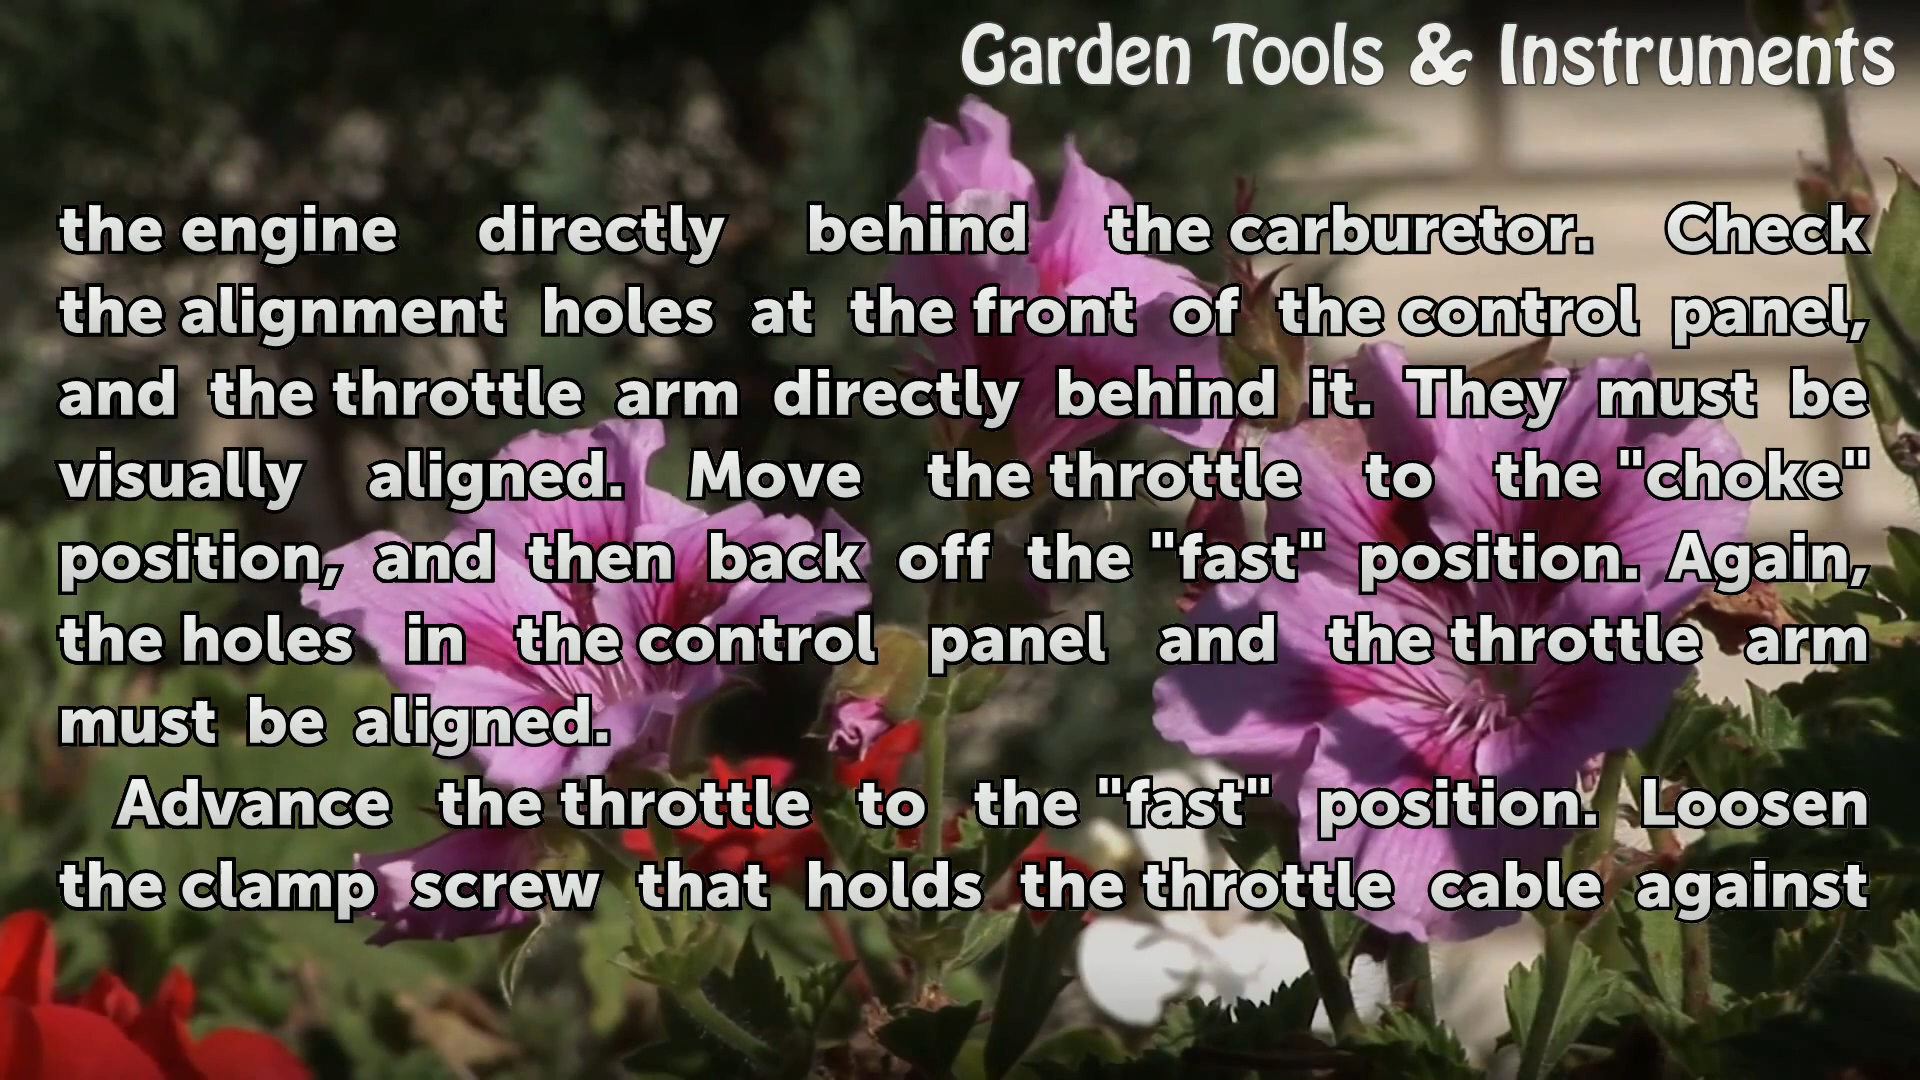 Garden Tools & Instruments
the engine directly behind the carburetor. Check
the alignment holes at the front of the control panel,
and the throttle arm directly behind it. They must be
visually aligned. Move the throttle to the "choke"
position, and then back off the "fast" position. Again,
the holes in the control panel and the throttle arm
must be aligned.
Advance the throttle to the "fast" position. Loosen
the clamp screw that holds the throttle cable against